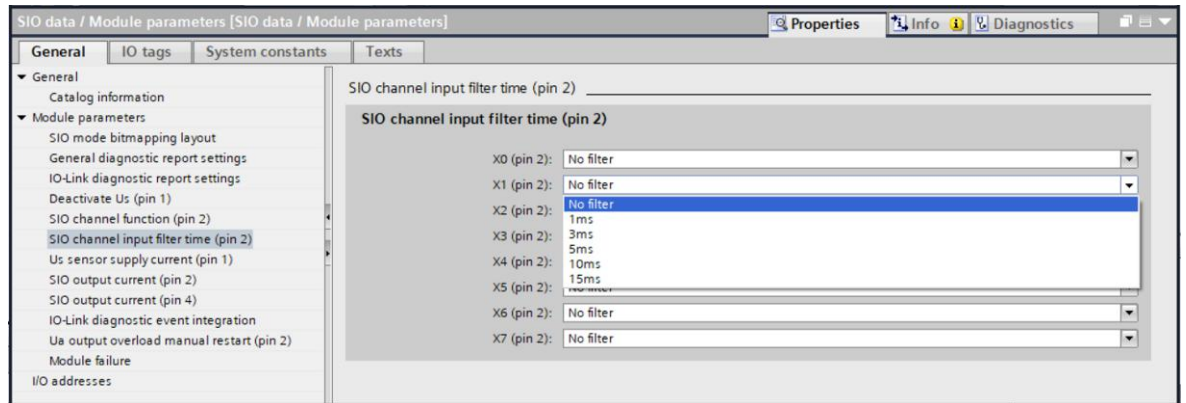 SIO data / Module parameters [SIO data / Module parameters]
Properties
Info
Diagnostics
General
IO tags
System constants
Texts
General
Catalog information
Module parameters
SIO mode bitmapping layout
General diagnostic report settings
IO-Link diagnostic report settings
Deactivate Us (pin 1)
SIO channel function (pin 2)
SIO channel input filter time (pin 2)
Us sensor supply current (pin 1)
SIO output current (pin 2)
SIO output current (pin 4)
IO-Link diagnostic event integration
Ua output overload manual restart (pin 2)
Module failure
I/O addresses
SIO channel input filter time (pin 2)
SIO channel input filter time (pin 2)
X0 (pin 2): No filter
X1 (pin 2): No filter
No filter
X2 (pin 2):
1ms
X3 (pin 2):
3ms
5ms
X4 (pin 2):
10ms
15ms
X5 (pin 2):
X6 (pin 2): No filter
X7 (pin 2): No filter